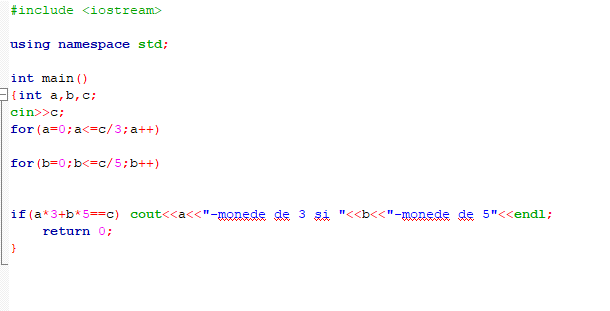 #include <iostream>
using namespace std;
int main()
{int a,b,c;
cin>>c;
for(a=0;a<=c/3;a++)
for(b=0;b<=c/5;b++)
if(a*3+b*5==c) cout<<a<<"-monede de 3 si "<<b<<"-monede de 5"<<endl;
return 0;
}